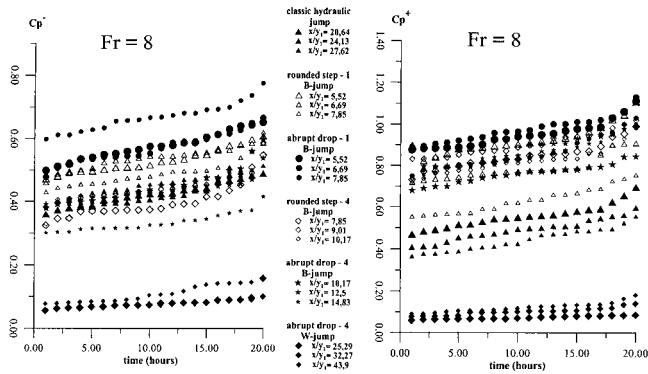 Cp-
Fr = 8
0.80
0.60
0.40
0.20
0.00
0.00
5.00
10.00
15.00
20.00
time (hours)
classic hydraulic
jump
x/y1= 20,64
x/y1= 24,13
x/y1= 27,62
rounded step - 1
B-jump
x/y1= 5,52
x/y1= 6,69
x/y1= 7,85
abrupt drop - 1
B-jump
x/y1= 5,52
x/y1= 6,69
x/y1= 7,85
rounded step - 4
B-jump
x/y1= 7,85
x/y1= 9,01
x/y1= 10,17
abrupt drop - 4
B-jump
x/y1= 10,17
x/y1= 12,5
x/y1= 14,83
abrupt drop - 4
W-jump
x/y1= 25,29
x/y1= 32,27
x/y1= 43,9
Cp+
Fr = 8
1.40
1.20
1.00
0.80
0.60
0.40
0.20
0.00
0.00
5.00
10.00
15.00
20.00
time (hours)